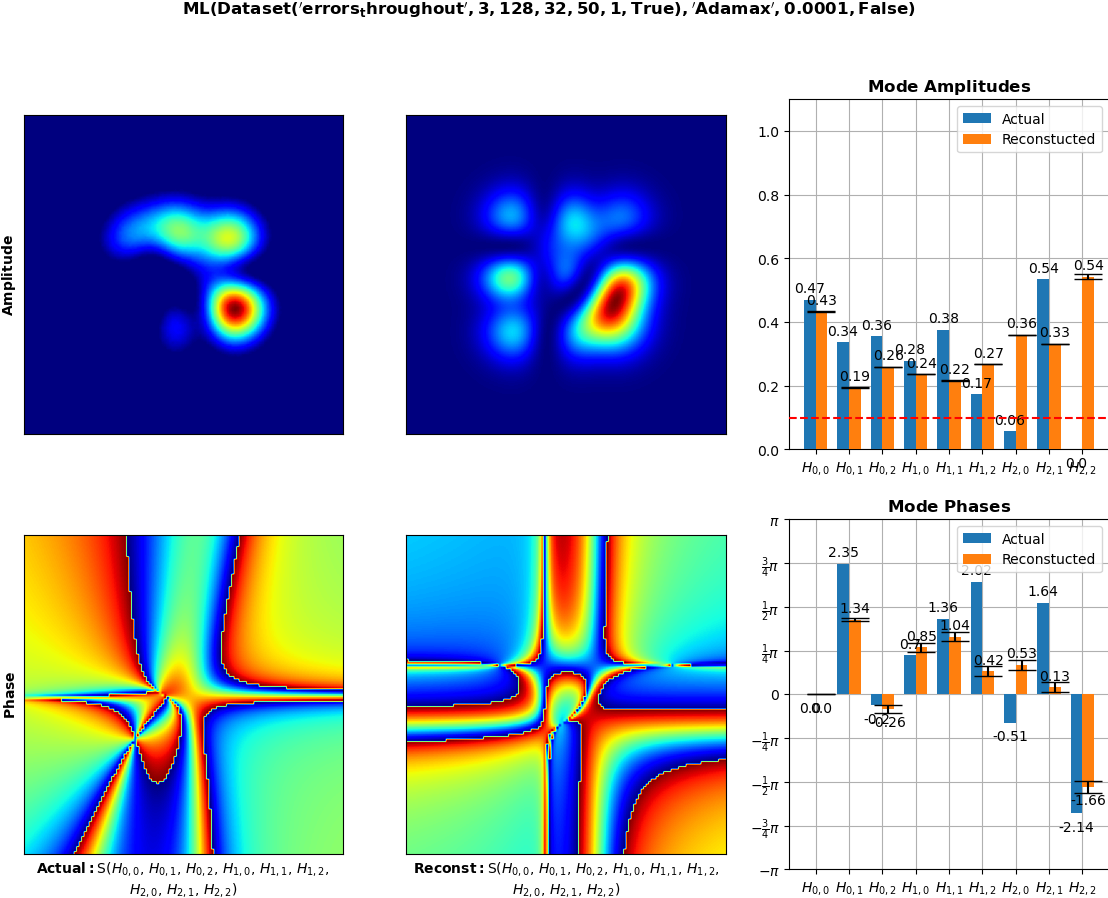 ML(Dataset('errors_throughout', 3, 128, 32, 50, 1, True), 'Adamax', 0.0001, False)
Amplitude
Mode Amplitudes
Actual
Reconstucted
1.0
0.8
0.6
0.4
0.2
0.0
0.47
0.43
0.34
0.19
0.36
0.26
0.28
0.24
0.38
0.22
0.17
0.27
0.06
0.36
0.54
0.33
0.0
0.54
H0,0 H0,1 H0,2 H1,0 H1,1 H1,2 H2,0 H2,1 H2,2
Phase
Actual: S(H0,0, H0,1, H0,2, H1,0, H1,1, H1,2,
H2,0, H2,1, H2,2)
Reconst: S(H0,0, H0,1, H0,2, H1,0, H1,1, H1,2,
H2,0, H2,1, H2,2)
Mode Phases
Actual
Reconstucted
π
3/4π
1/2π
1/4π
0
−1/4π
−1/2π
−3/4π
−π
0.0
0.0
2.35
1.34
-0.2
-0.26
0.7
0.85
1.36
1.04
2.02
0.42
-0.51
0.53
1.64
0.13
-2.14
-1.66
H0,0 H0,1 H0,2 H1,0 H1,1 H1,2 H2,0 H2,1 H2,2